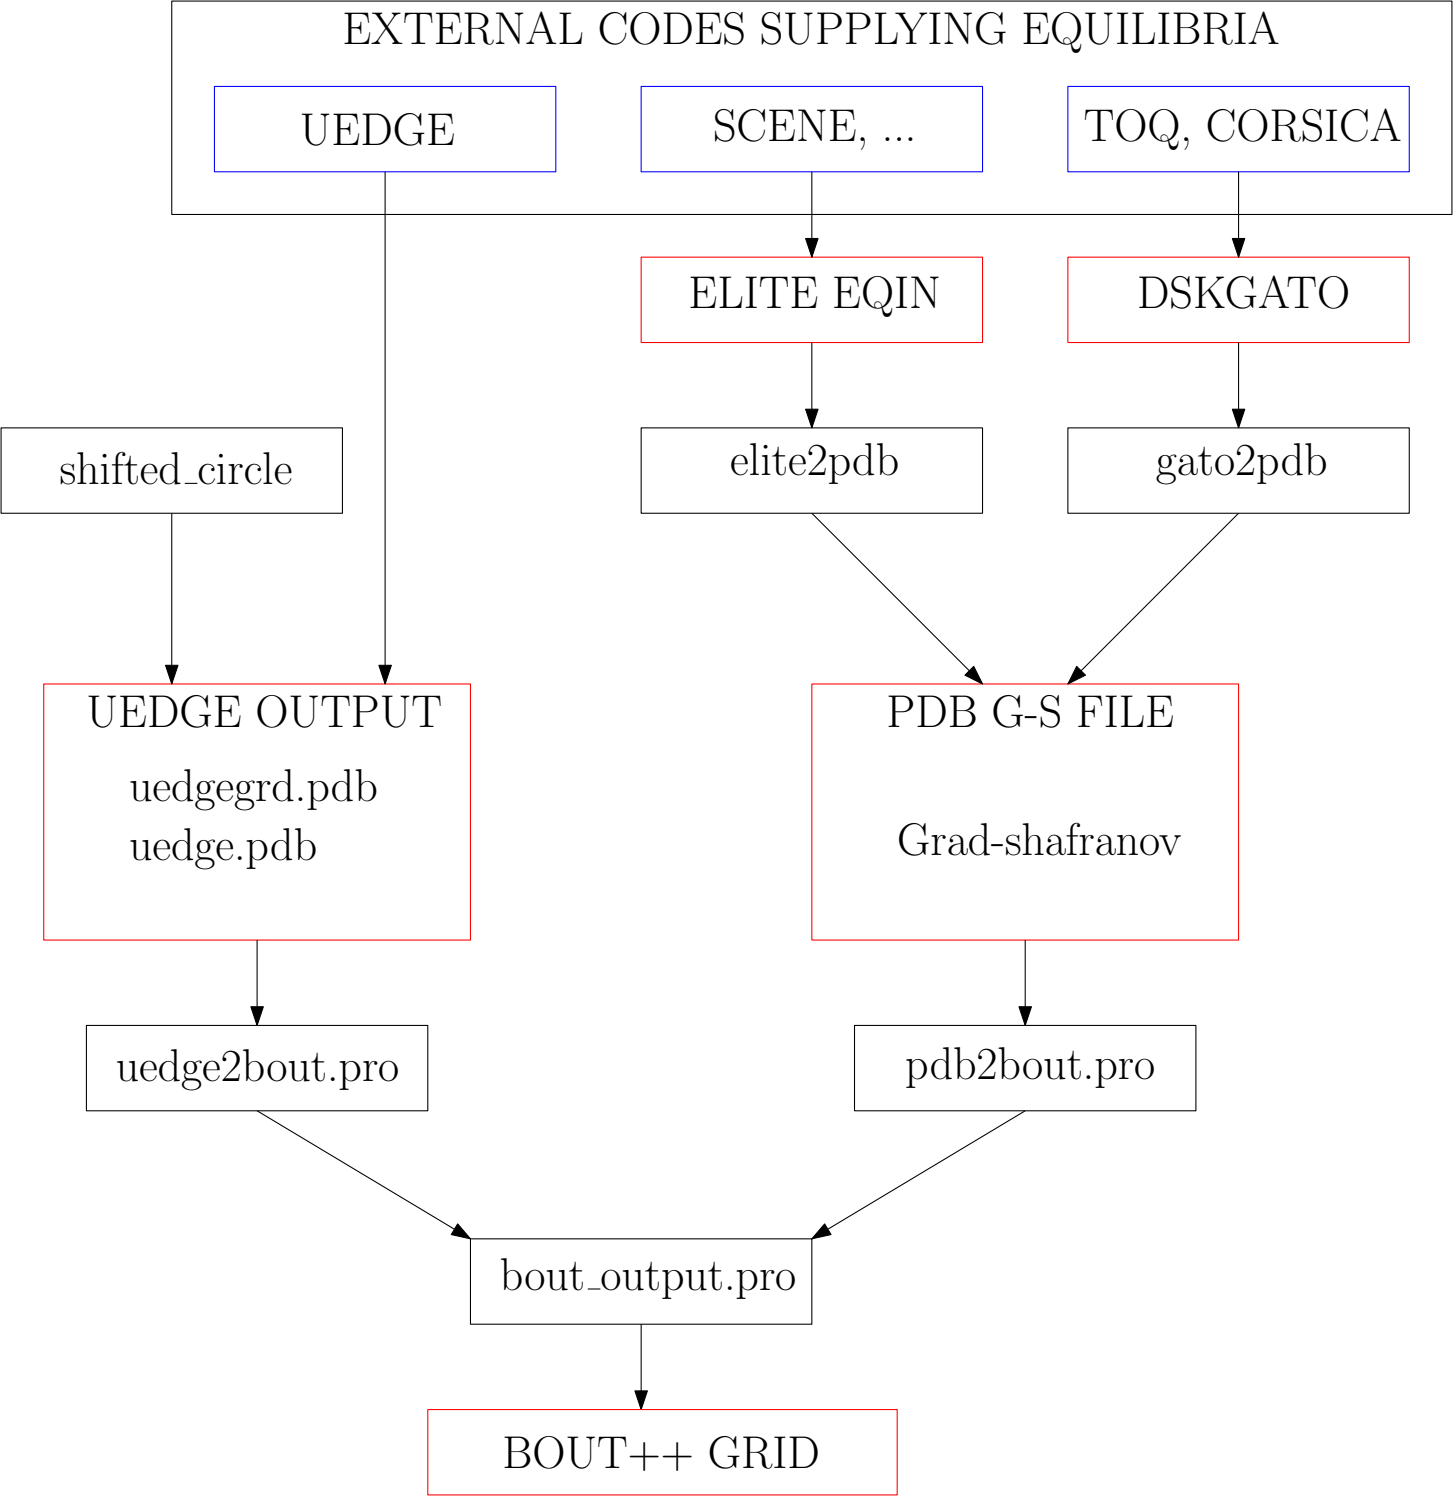 EXTERNAL CODES SUPPLYING EQUILIBRIA
UEDGE
SCENE, ...
TOQ, CORSICA
ELITE EQIN
DSKGATO
shifted_circle
elite2pdb
gato2pdb
UEDGE OUTPUT
uedgegrd.pdb
uedge.pdb
PDB G-S FILE
Grad-shafranov
uedge2bout.pro
pdb2bout.pro
bout_output.pro
BOUT++ GRID